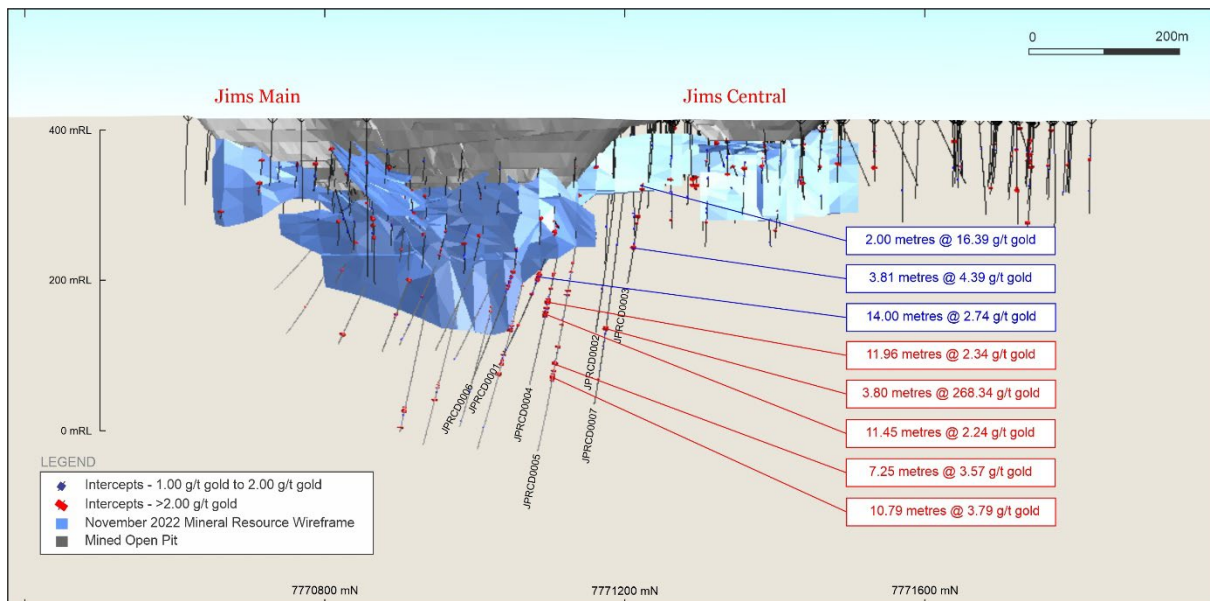 0 200m
Jims Main
Jims Central
400 mRL
200 mRL
0 mRL
2.00 metres @ 16.39 g/t gold
3.81 metres @ 4.39 g/t gold
14.00 metres @ 2.74 g/t gold
11.96 metres @ 2.34 g/t gold
3.80 metres @ 268.34 g/t gold
11.45 metres @ 2.24 g/t gold
7.25 metres @ 3.57 g/t gold
10.79 metres @ 3.79 g/t gold
JPRCD0006
JPRCD0001
JPRCD0004
JPRCD0005
JPRCD0002
JPRCD0007
JPRCD0003
LEGEND
Intercepts - 1.00 g/t gold to 2.00 g/t gold
Intercepts - >2.00 g/t gold
November 2022 Mineral Resource Wireframe
Mined Open Pit
7770800 mN
7771200 mN
7771600 mN